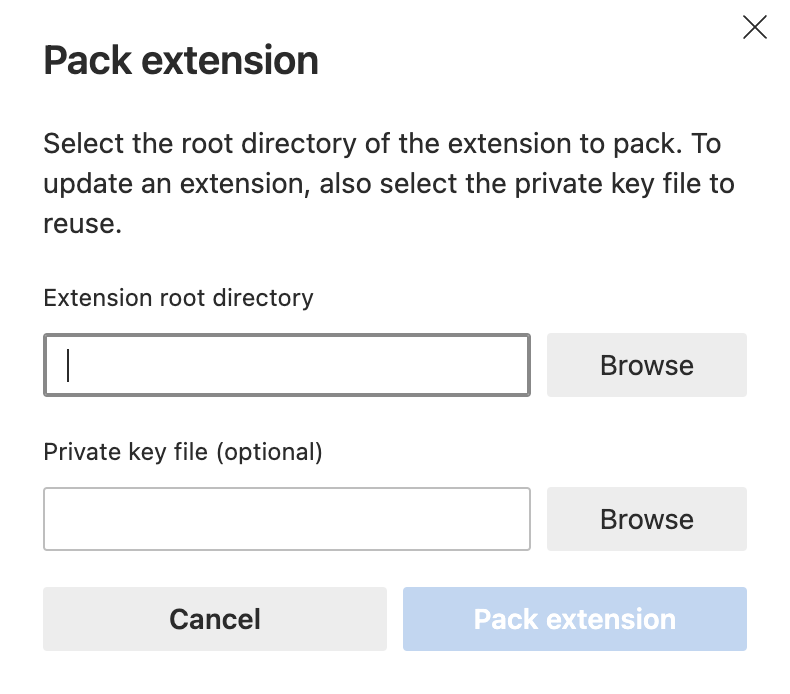 Pack extension
Select the root directory of the extension to pack. To
update an extension, also select the private key file to
reuse.
Extension root directory
Browse
Private key file (optional)
Browse
Cancel
Pack extension